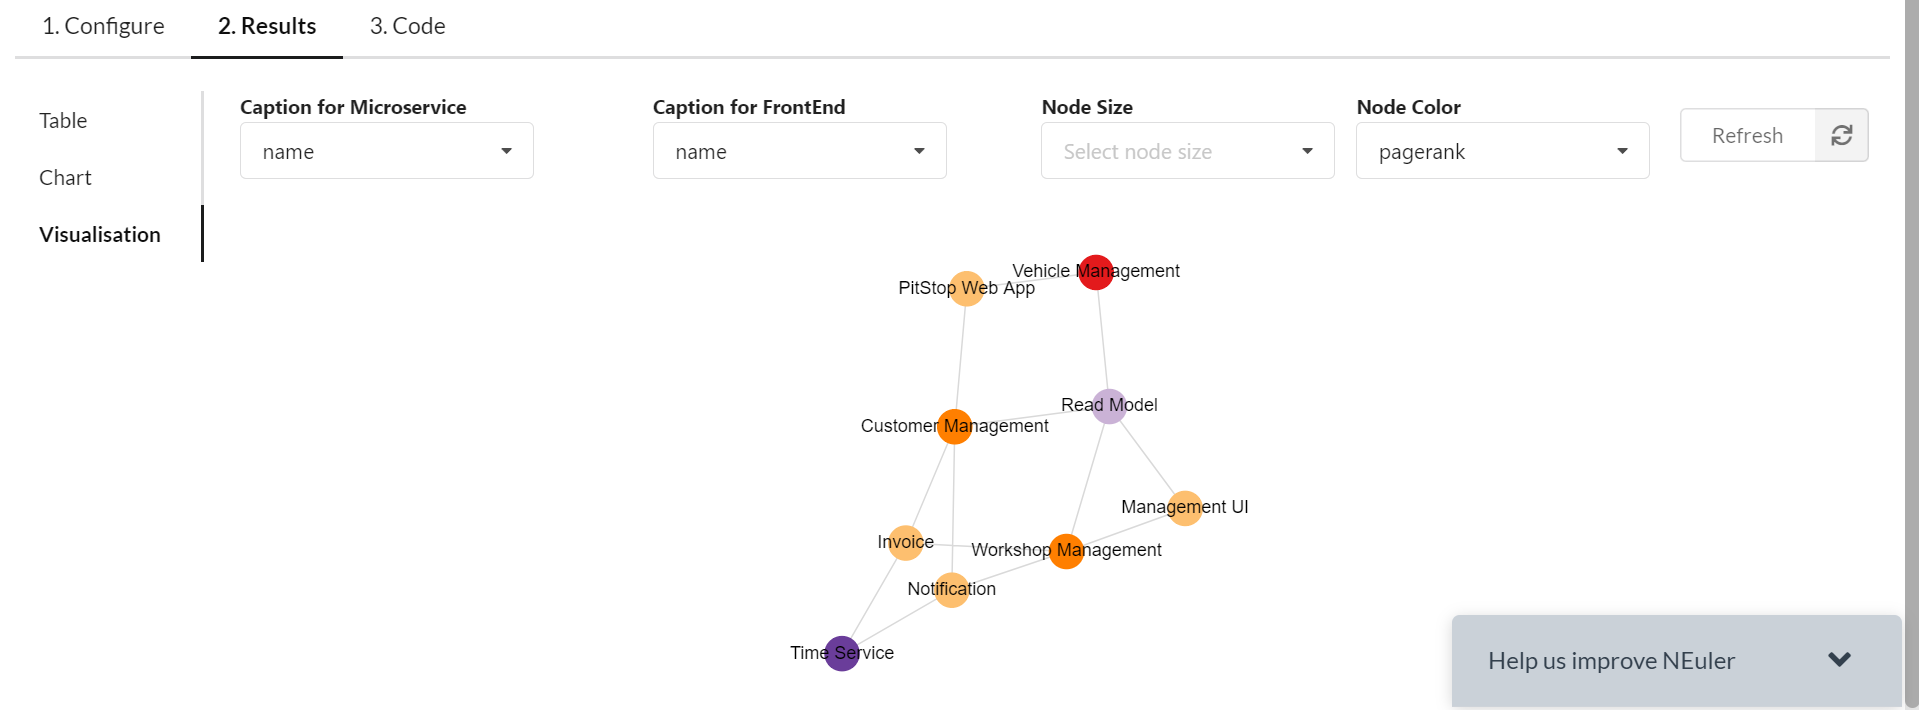 1. Configure
2. Results
3. Code
Table
Chart
Visualisation
Caption for Microservice
name
Caption for FrontEnd
name
Node Size
Select node size
Node Color
pagerank
Refresh
Vehicle Management
PitStop Web App
Read Model
Customer Management
Management UI
Invoice
Workshop Management
Notification
Time Service
Help us improve NEuler